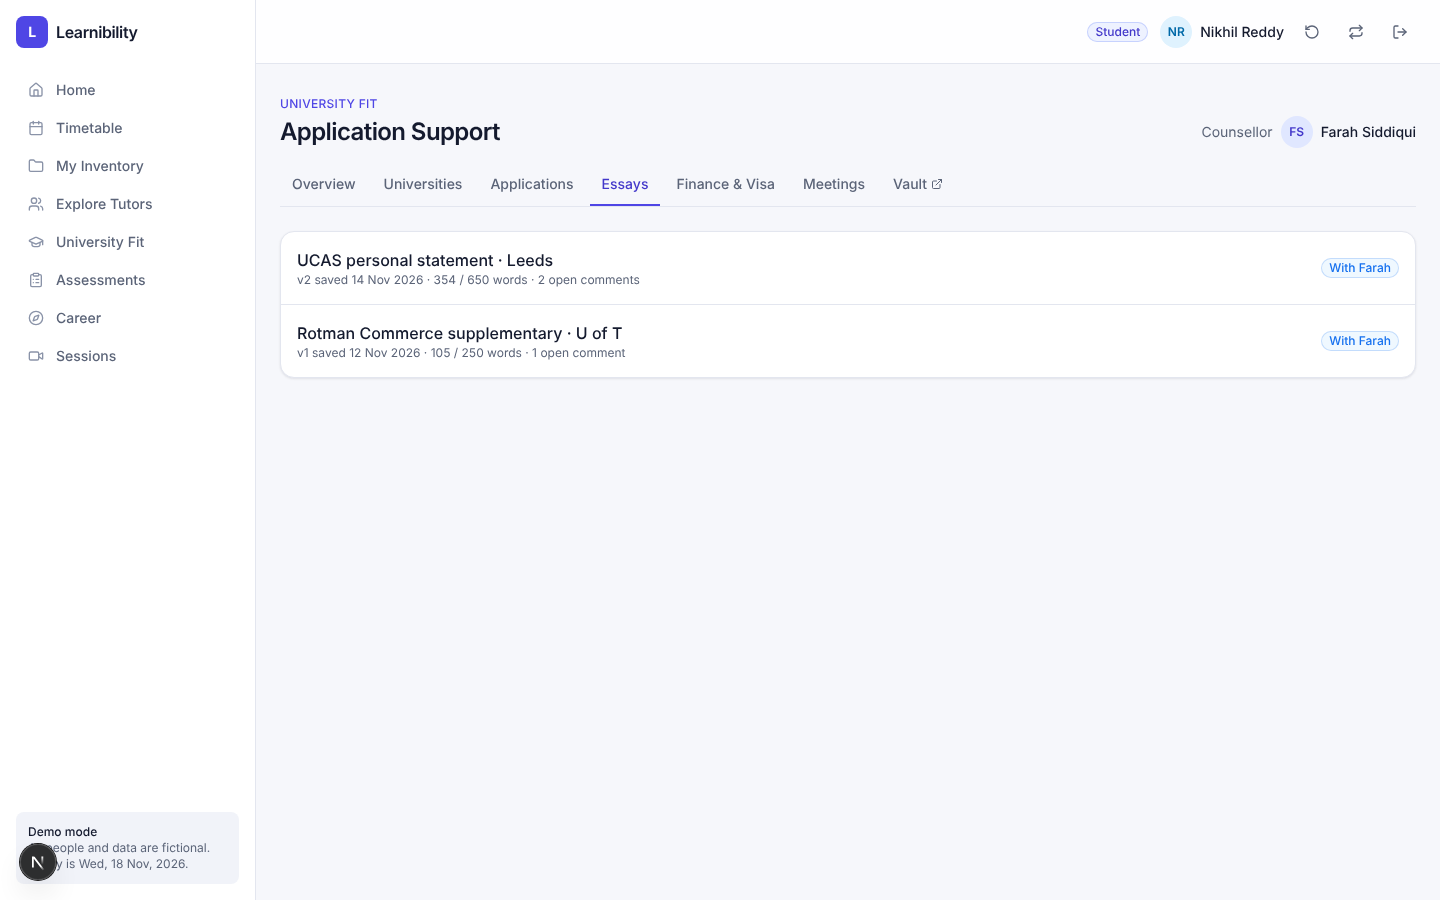 L Learnibility
Student NR Nikhil Reddy
Home
Timetable
My Inventory
Explore Tutors
University Fit
Assessments
Career
Sessions
UNIVERSITY FIT
Application Support
Counsellor FS Farah Siddiqui
Overview Universities Applications Essays Finance & Visa Meetings Vault
UCAS personal statement · Leeds
v2 saved 14 Nov 2026 · 354 / 650 words · 2 open comments
With Farah
Rotman Commerce supplementary · U of T
v1 saved 12 Nov 2026 · 105 / 250 words · 1 open comment
With Farah
Demo mode
people and data are fictional.
N y is Wed, 18 Nov, 2026.